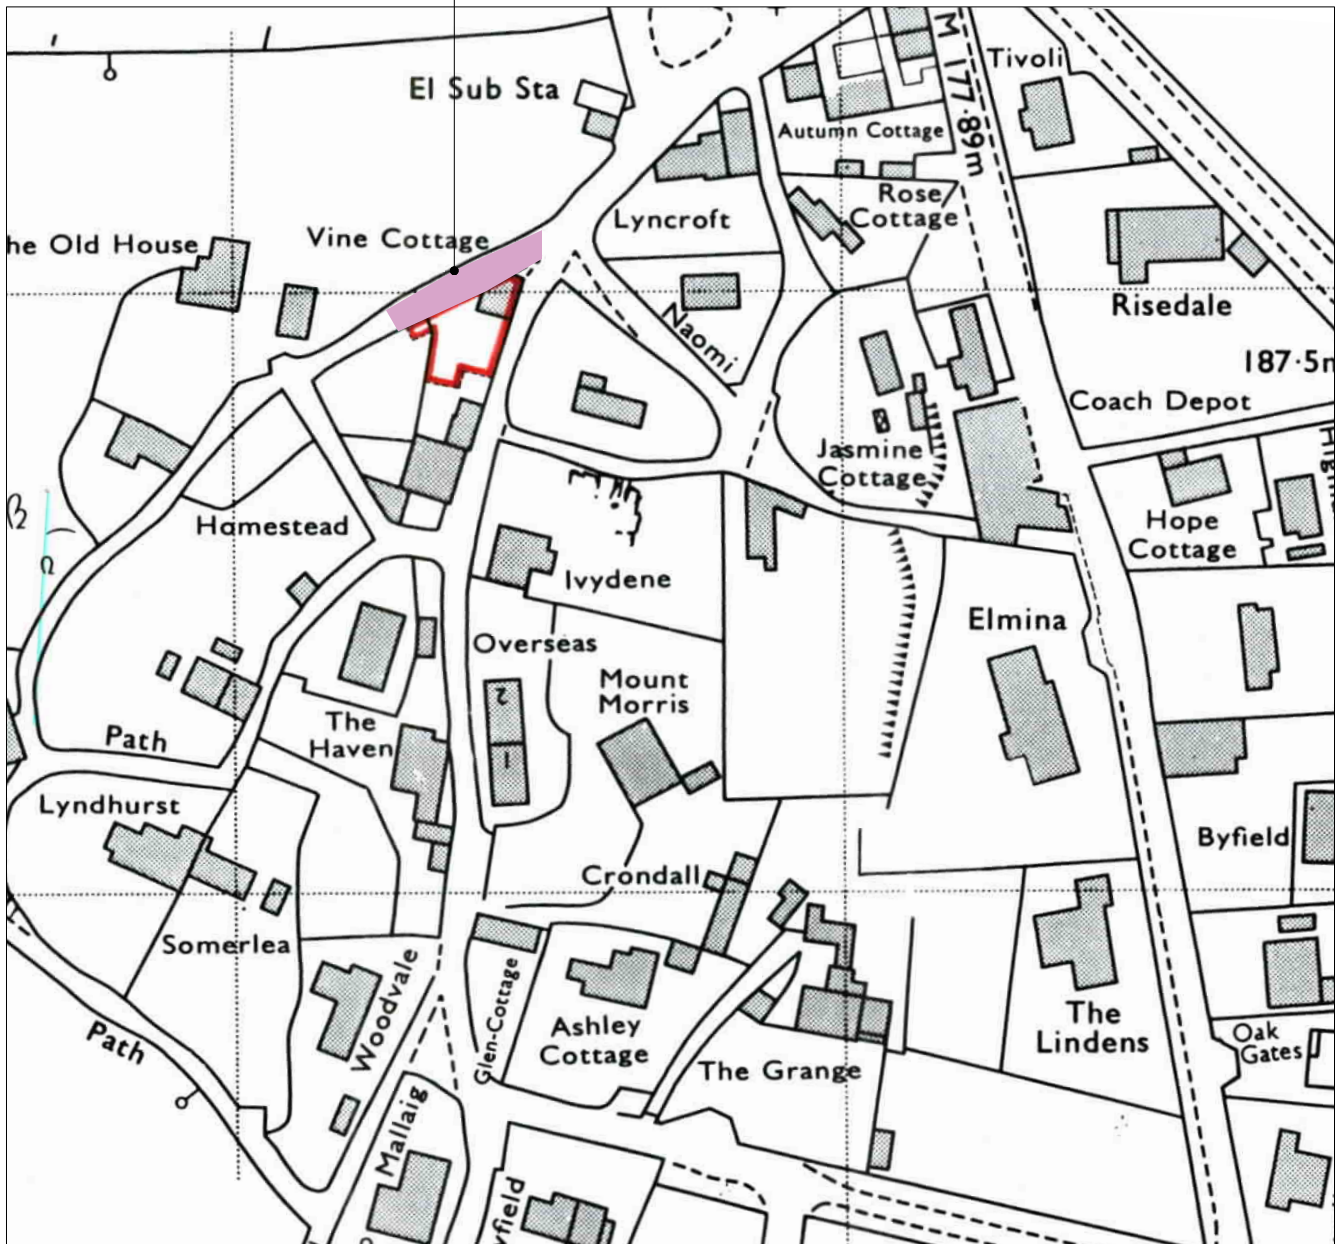 El Sub Sta
M 177·89m
Tivoli
Autumn Cottage
Rose
Cottage
Lyncroft
he Old House
Vine Cottage
Naomi
Risedale
187·5m
Coach Depot
Jasmine
Cottage
Homestead
Hope
Cottage
Ivydene
Elmina
Overseas
Mount
Morris
2
1
The
Haven
Path
Lyndhurst
Byfield
Crondall
Somerlea
Woodvale
Glen-Cottage
Ashley
Cottage
The
Lindens
Oak
Gates
Path
The Grange
Mallaig
yfield